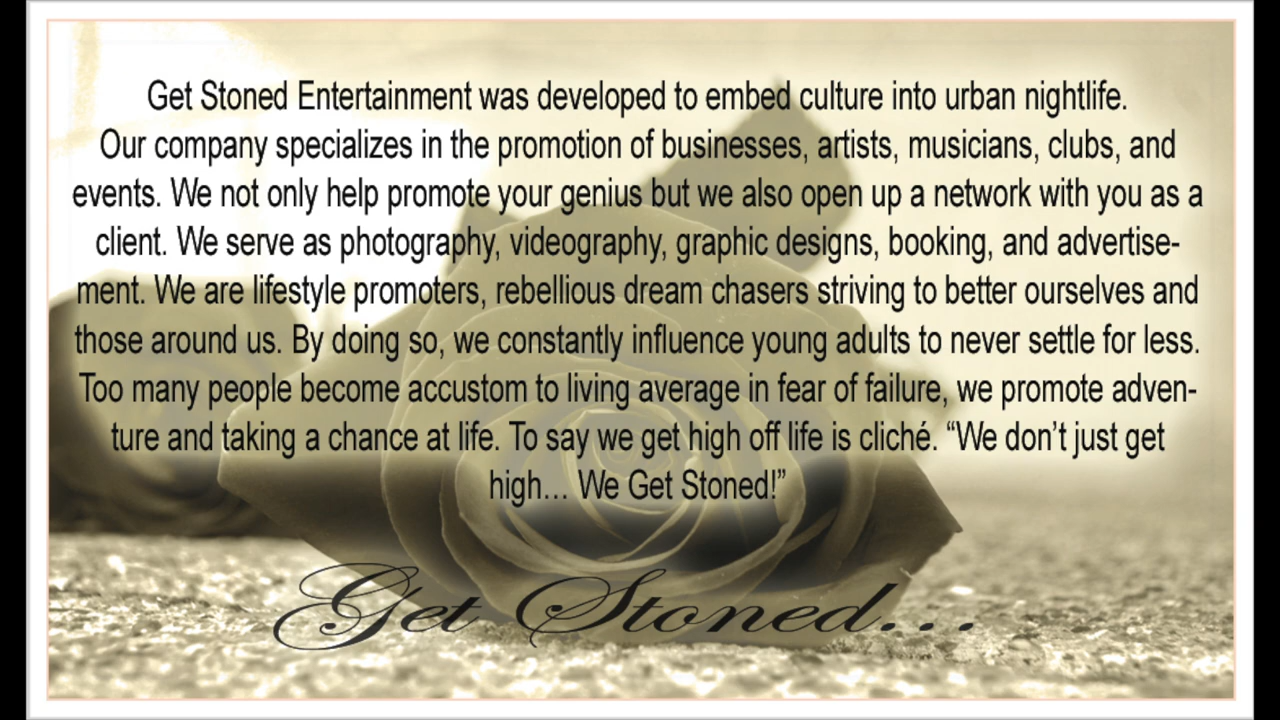 Get Stoned Entertainment was developed to embed culture into urban nightlife.
Our company specializes in the promotion of businesses, artists, musicians, clubs, and
events. We not only help promote your genius but we also open up a network with you as a
client. We serve as photography, videography, graphic designs, booking, and advertise-
ment. We are lifestyle promoters, rebellious dream chasers striving to better ourselves and
those around us. By doing so, we constantly influence young adults to never settle for less.
Too many people become accustom to living average in fear of failure, we promote adven-
ture and taking a chance at life. To say we get high off life is cliché. “We don’t just get
high… We Get Stoned!”
Get Stoned...